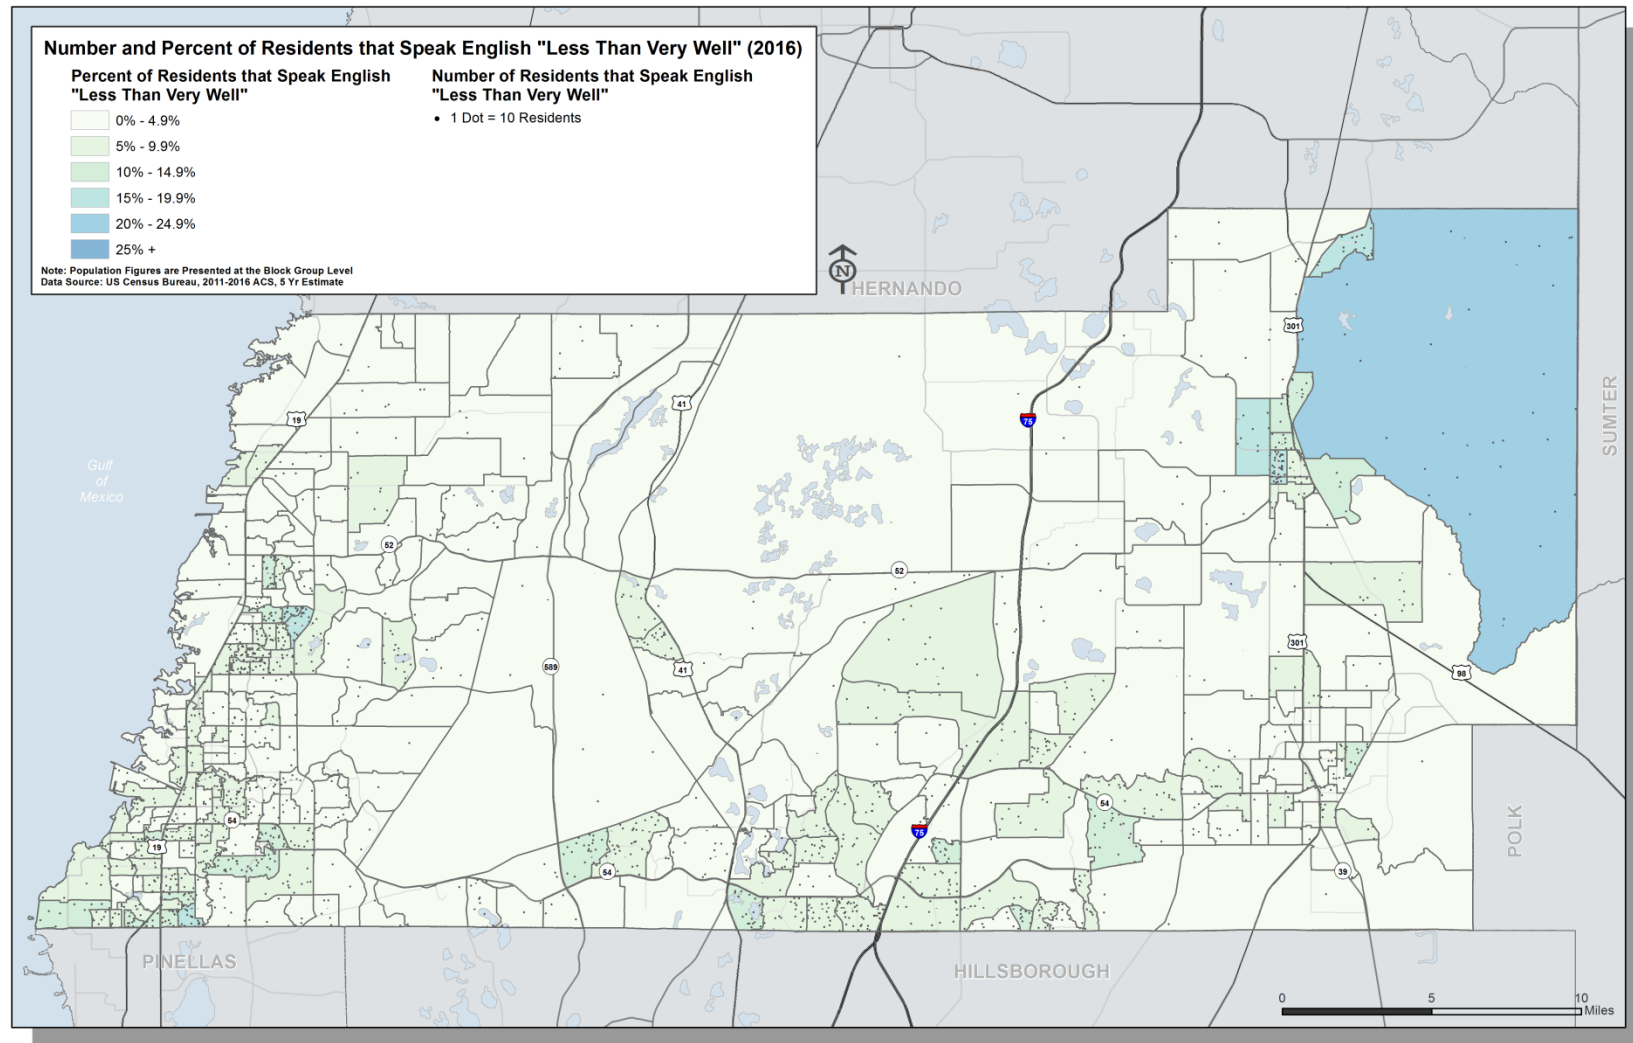 Number and Percent of Residents that Speak English "Less Than Very Well" (2016)
Percent of Residents that Speak English
"Less Than Very Well"
0% - 4.9%
5% - 9.9%
10% - 14.9%
15% - 19.9%
20% - 24.9%
25% +
Number of Residents that Speak English
"Less Than Very Well"
1 Dot = 10 Residents
Note: Population Figures are Presented at the Block Group Level
Data Source: US Census Bureau, 2011-2016 ACS, 5 Yr Estimate
N
HERNANDO
301
SUMTER
41
19
75
Gulf
of
Mexico
52
52
301
589
41
98
54
54
75
19
POLK
54
39
PINELLAS
HILLSBOROUGH
0 5 10
Miles